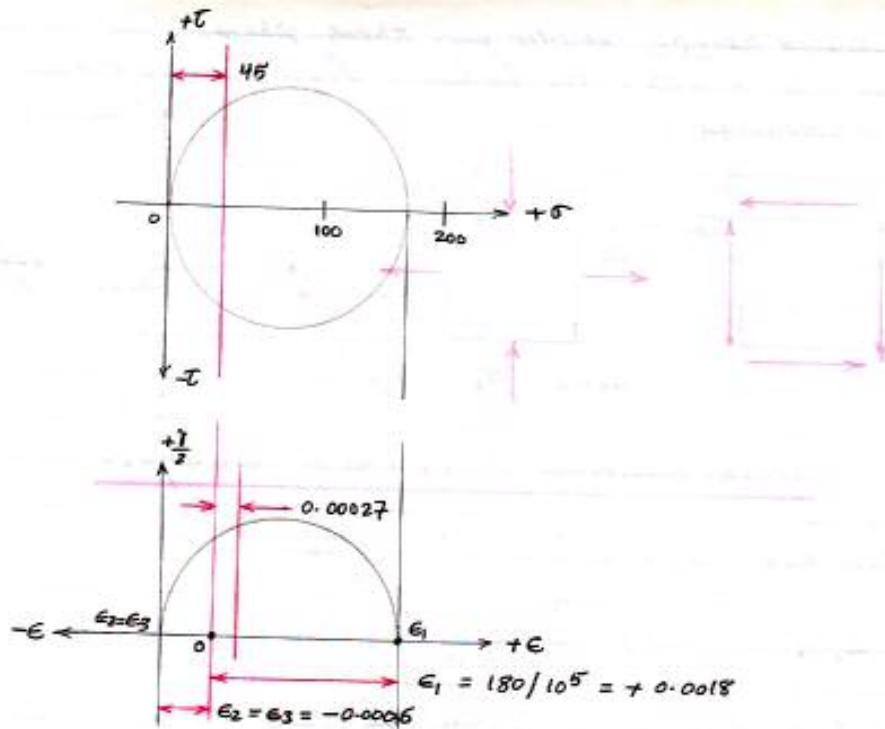 +τ
45
0
100
200
+σ
-τ
+γ/2
0.00027
-ϵ
ϵ2=ϵ3
0
ϵ1
+ϵ
ϵ1 = 180/10^5 = + 0.0018
ϵ2 = ϵ3 = -0.0006